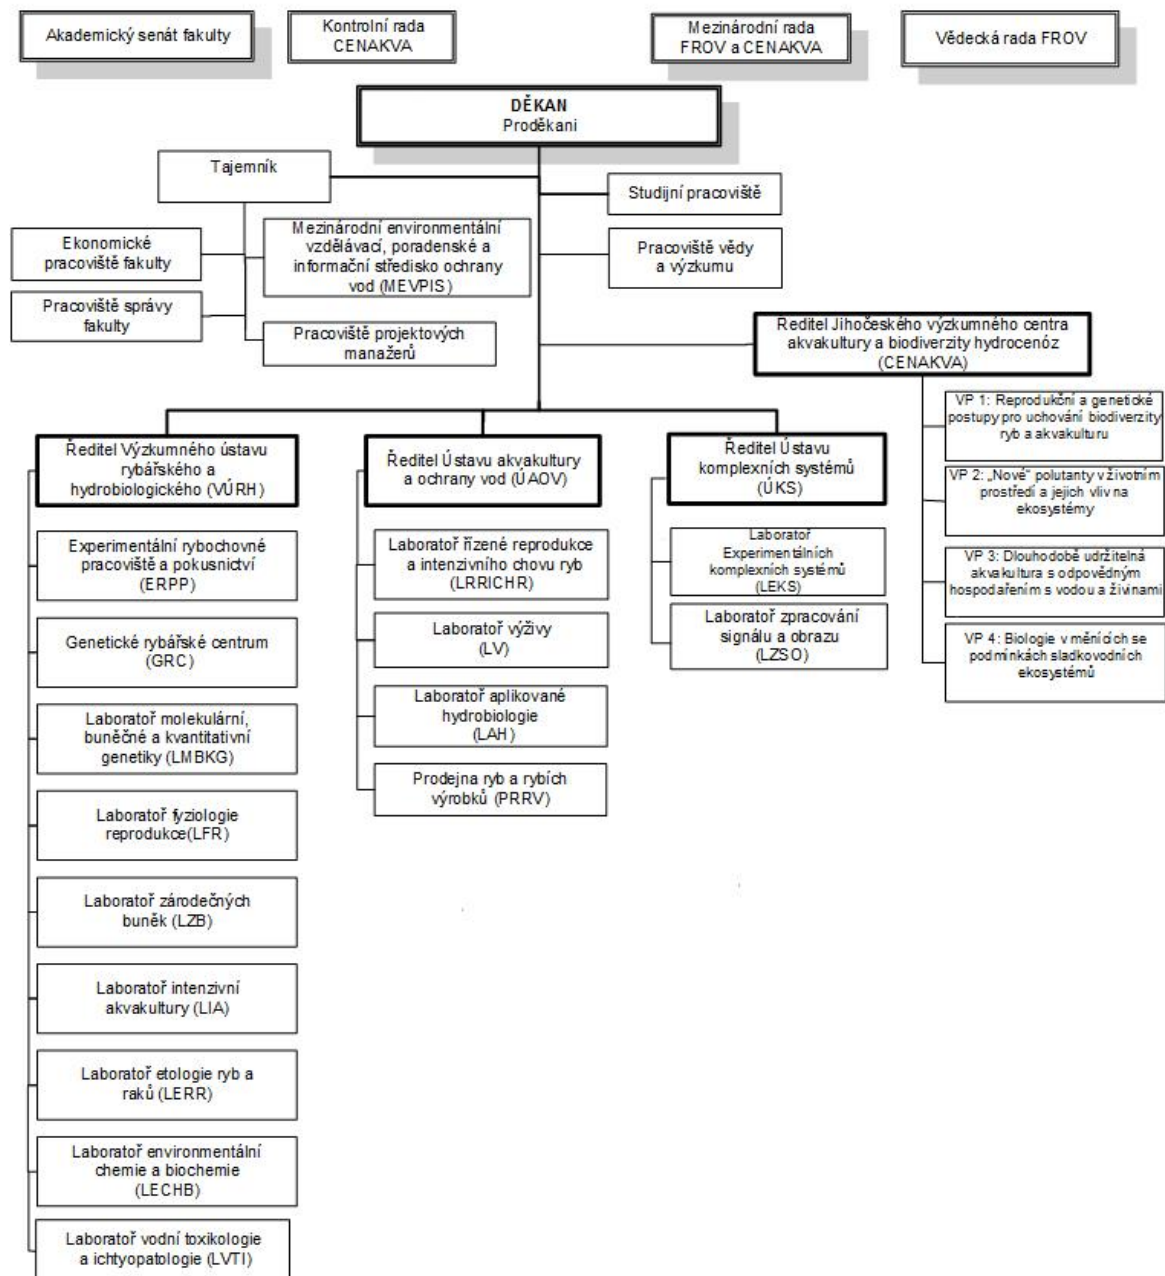 Akademický senát fakulty
Kontrolní rada
CENAKVA
Mezinárodní rada
FROV a CENAKVA
Vědecká rada FROV
DĚKAN
Proděkani
Tajemník
Studijní pracoviště
Ekonomické
pracoviště fakulty
Mezinárodní environmentální
vzdělávací, poradenské a
informační středisko ochrany
vod (MEVPIS)
Pracoviště vědy
a výzkumu
Pracoviště správy
fakulty
Pracoviště projektových
manažerů
Ředitel Jihočeského výzkumného centra
akvakultury a biodiverzity hydrocenóz
(CENAKVA)
VP 1: Reprodukční a genetické
postupy pro uchování biodiverzity
ryb a akvakulturu
VP 2: „Nové“ polutanty v životním
prostředí a jejich vliv na
ekosystémy
VP 3: Dlouhodobě udržitelná
akvakultura s odpovědným
hospodařením s vodou a živinami
VP 4: Biologie v měnících se
podmínkách sladkovodních
ekosystémů
Ředitel Výzkumného ústavu
rybářského a
hydrobiologického (VÚRH)
Experimentální rybochovné
pracoviště a pokusnictví
(ERPP)
Genetické rybářské centrum
(GRC)
Laboratoř molekulární,
buněčné a kvantitativní
genetiky (LMBKG)
Laboratoř fyziologie
reprodukce(LFR)
Laboratoř zárodečných
buněk (LZB)
Laboratoř intenzivní
akvakultury (LIA)
Laboratoř etologie ryb a
raků (LERR)
Laboratoř environmentální
chemie a biochemie
(LECHB)
Laboratoř vodní toxikologie
a ichtyopatologie (LVTI)
Ředitel Ústavu akvakultury
a ochrany vod (ÚAOV)
Laboratoř řízené reprodukce
a intenzivního chovu ryb
(LRRICHR)
Laboratoř výživy
(LV)
Laboratoř aplikované
hydrobiologie
(LAH)
Prodejna ryb a rybích
výrobků (PRRV)
Ředitel Ústavu
komplexních systémů
(ÚKS)
Laboratoř
Experimentálních
komplexních systémů
(LEKS)
Laboratoř zpracování
signálu a obrazu
(LZSO)